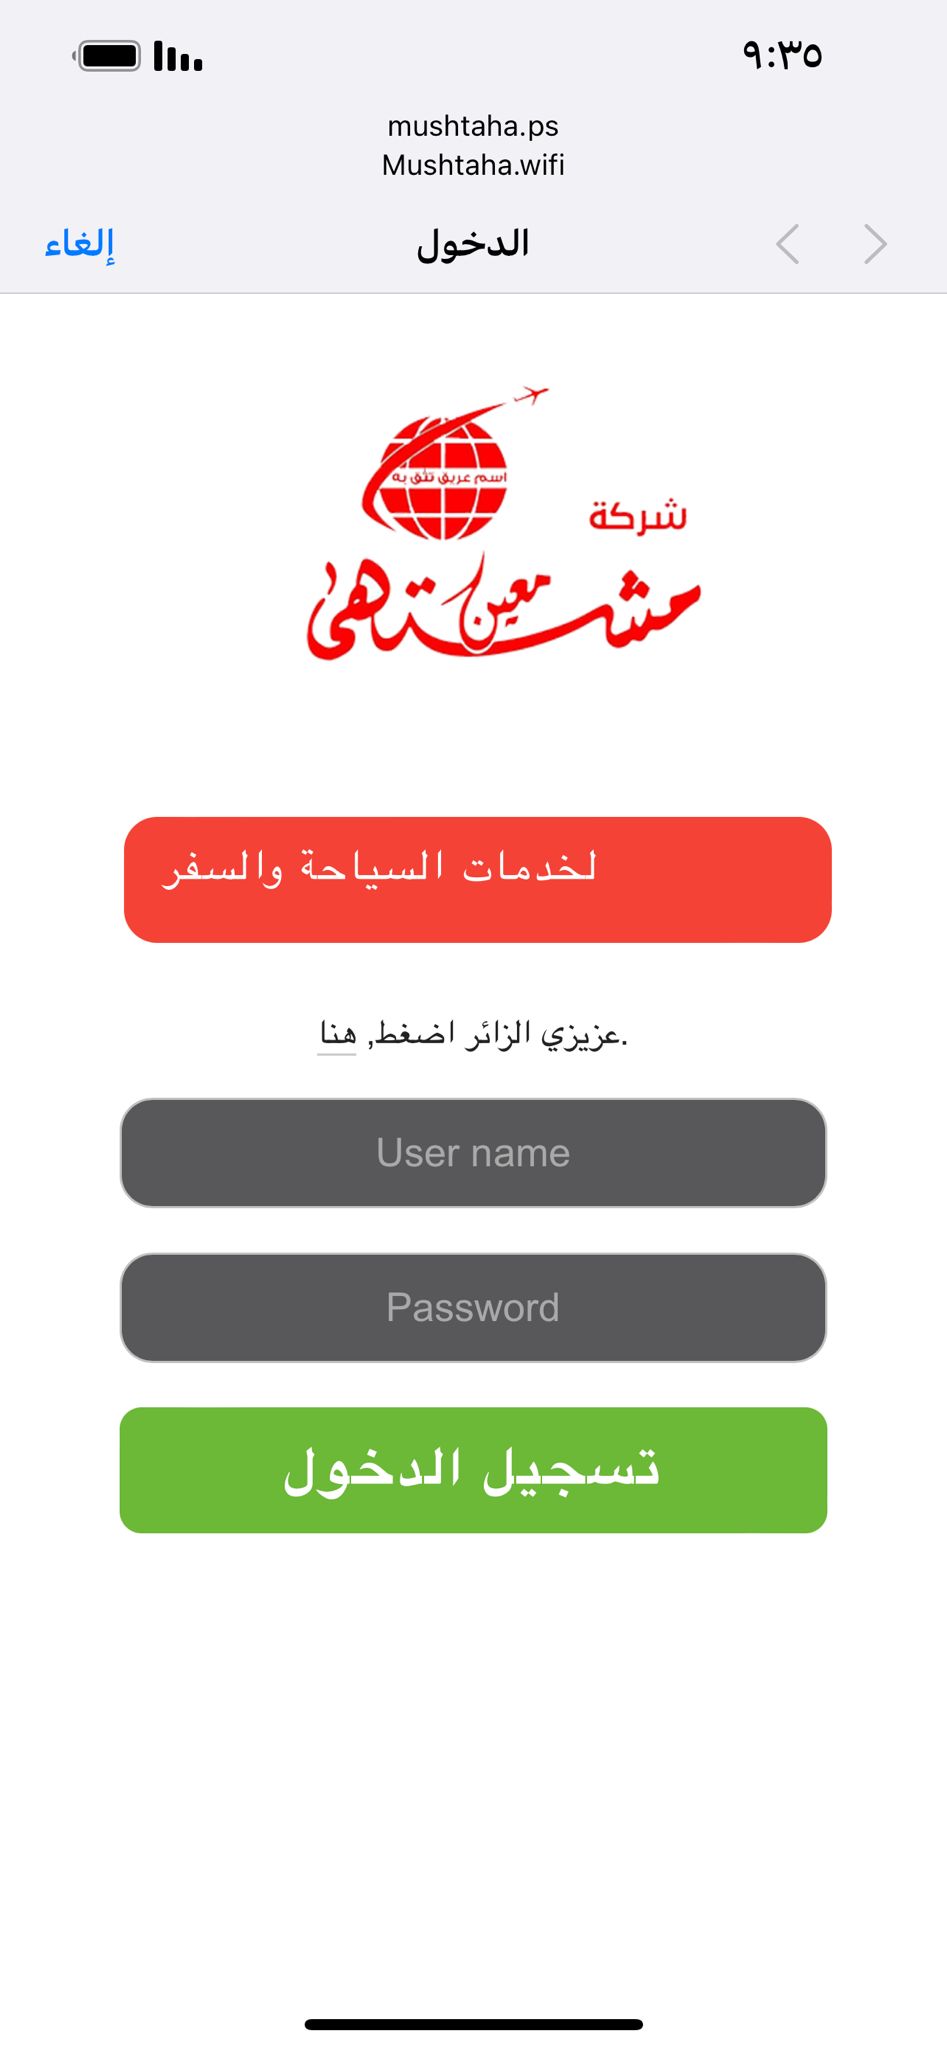 ٩:٣٥
mushtaha.ps
Mushtaha.wifi
إلغاء
الدخول
اسم عريق تثق به
شركة
معين
مشتهى
لخدمات السياحة والسفر
عزيزي الزائر اضغط, هنا.
User name
Password
تسجيل الدخول